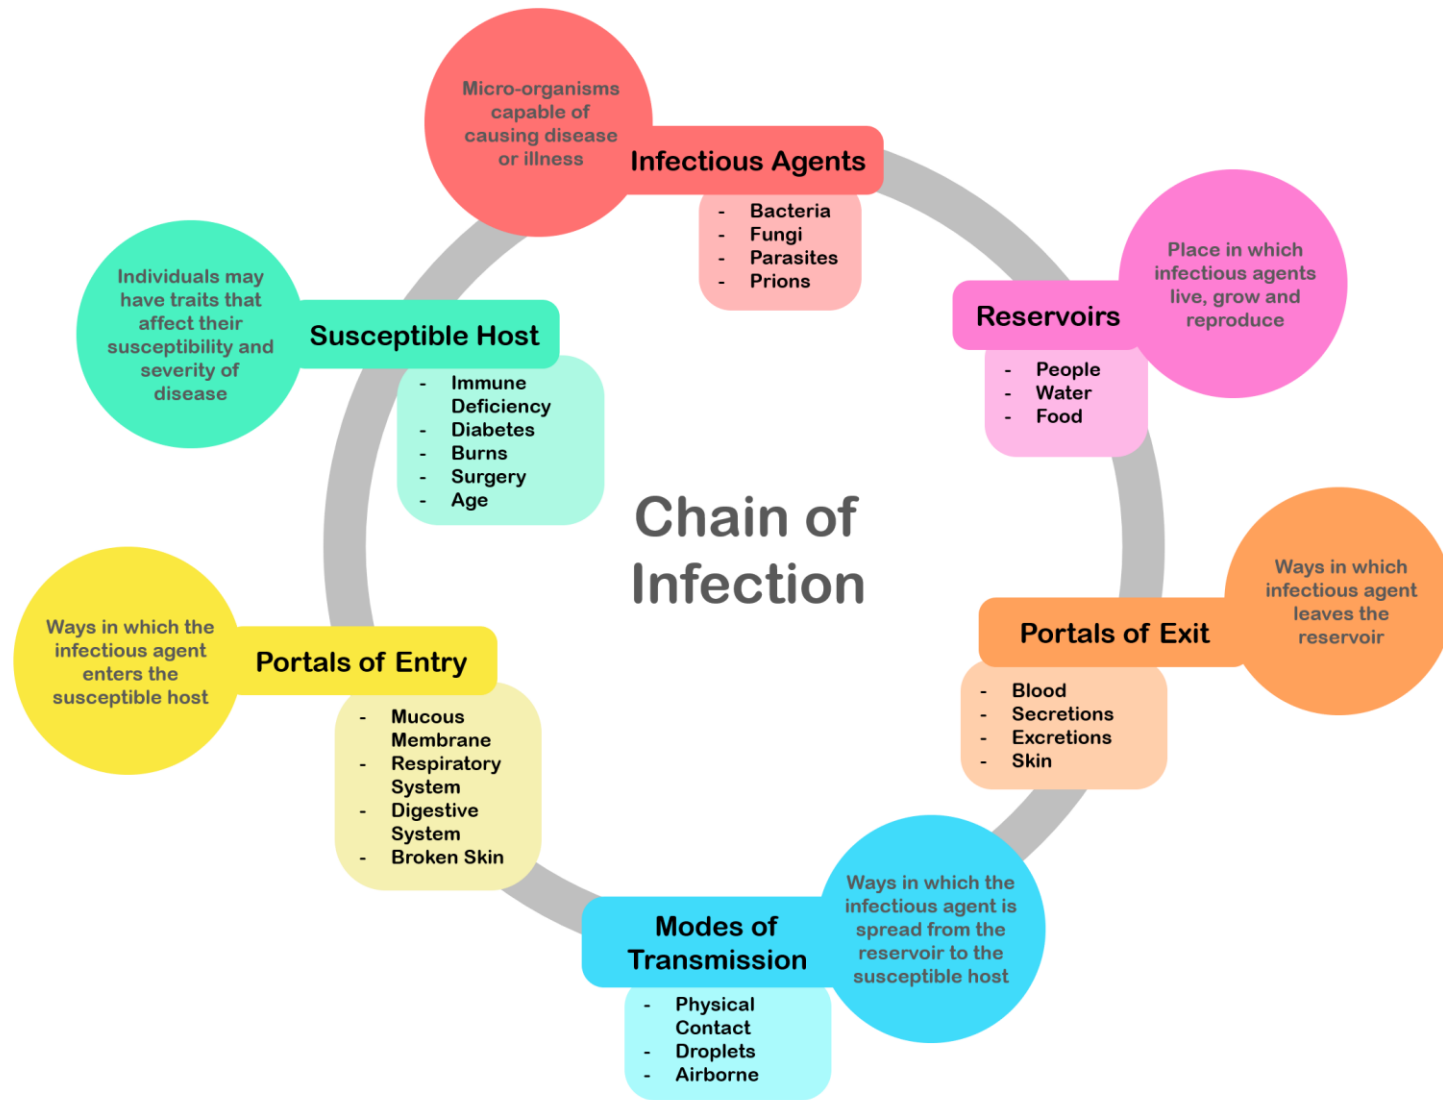 Micro-organisms
capable of
causing disease
or illness
Infectious Agents
- Bacteria
- Fungi
- Parasites
- Prions
Place in which
infectious agents
live, grow and
reproduce
Reservoirs
- People
- Water
- Food
Ways in which
infectious agent
leaves the
reservoir
Portals of Exit
- Blood
- Secretions
- Excretions
- Skin
Ways in which the
infectious agent is
spread from the
reservoir to the
susceptible host
Modes of
Transmission
- Physical
Contact
- Droplets
- Airborne
Ways in which the
infectious agent
enters the
susceptible host
Portals of Entry
- Mucous
Membrane
- Respiratory
System
- Digestive
System
- Broken Skin
Individuals may
have traits that
affect their
susceptibility and
severity of
disease
Susceptible Host
- Immune
Deficiency
- Diabetes
- Burns
- Surgery
- Age
Chain of
Infection